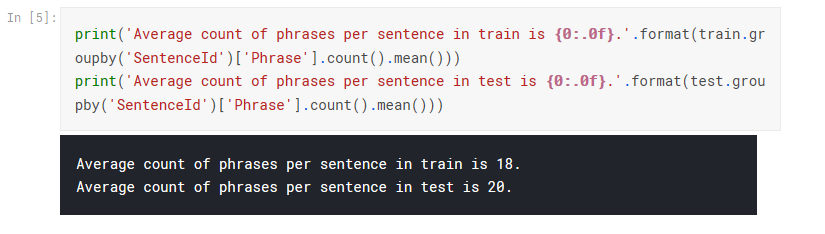 In [5]:
print('Average count of phrases per sentence in train is {0:.0f}.'.format(train.gr
oupby('SentenceId')['Phrase'].count().mean()))
print('Average count of phrases per sentence in test is {0:.0f}.'.format(test.grou
pby('SentenceId')['Phrase'].count().mean()))
Average count of phrases per sentence in train is 18.
Average count of phrases per sentence in test is 20.